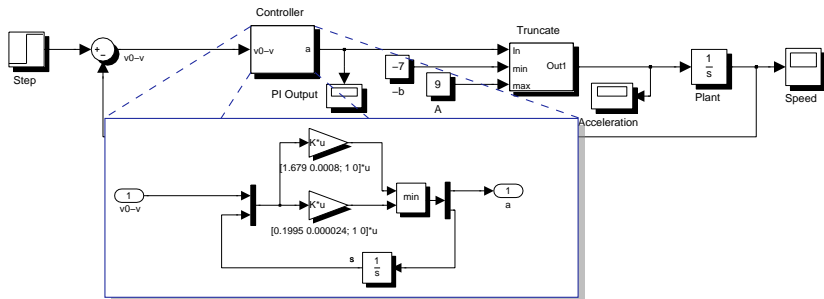 Controller
Truncate
Step
+
−
v0−v
v0−v
a
PI Output
−7
−b
9
A
In
min
max
Out1
Acceleration
1
s
Plant
Speed
1
v0−v
K*u
[1.679 0.0008; 1 0]*u
K*u
[0.1995 0.000024; 1 0]*u
min
1
a
s
1
s